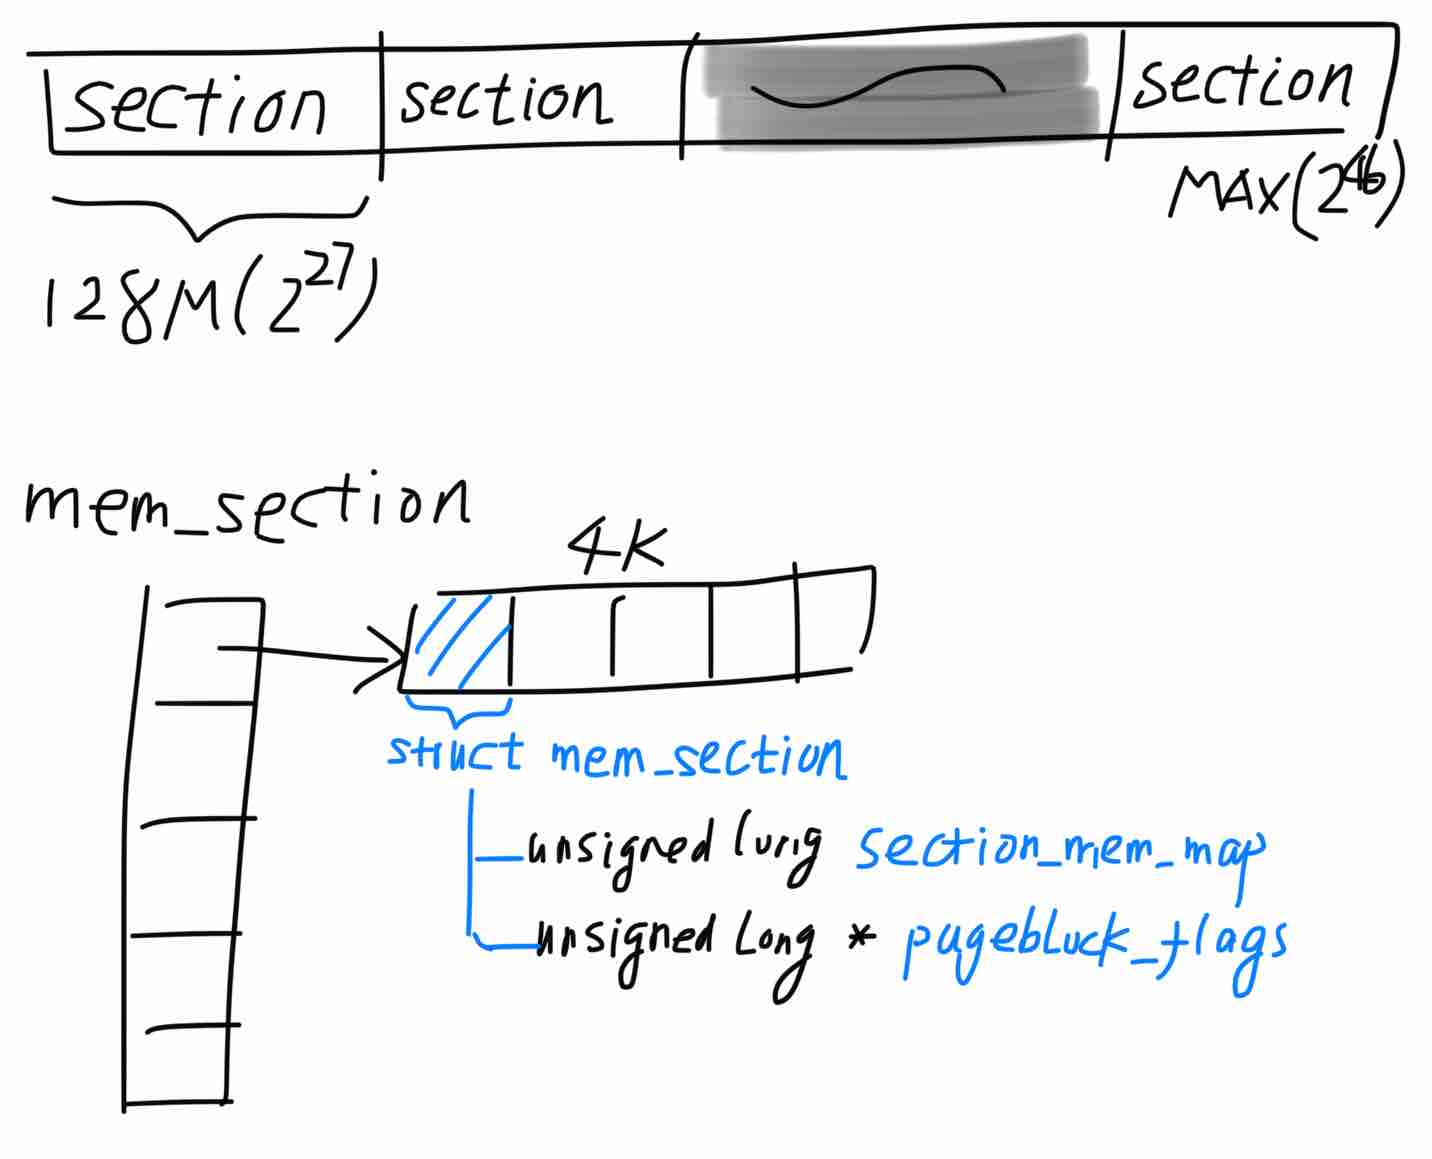 section section section
MAX(2^46)
128M(2^27)
mem_section
4K
struct mem_section
unsigned long section_mem_map
unsigned Long * pageblock_flags